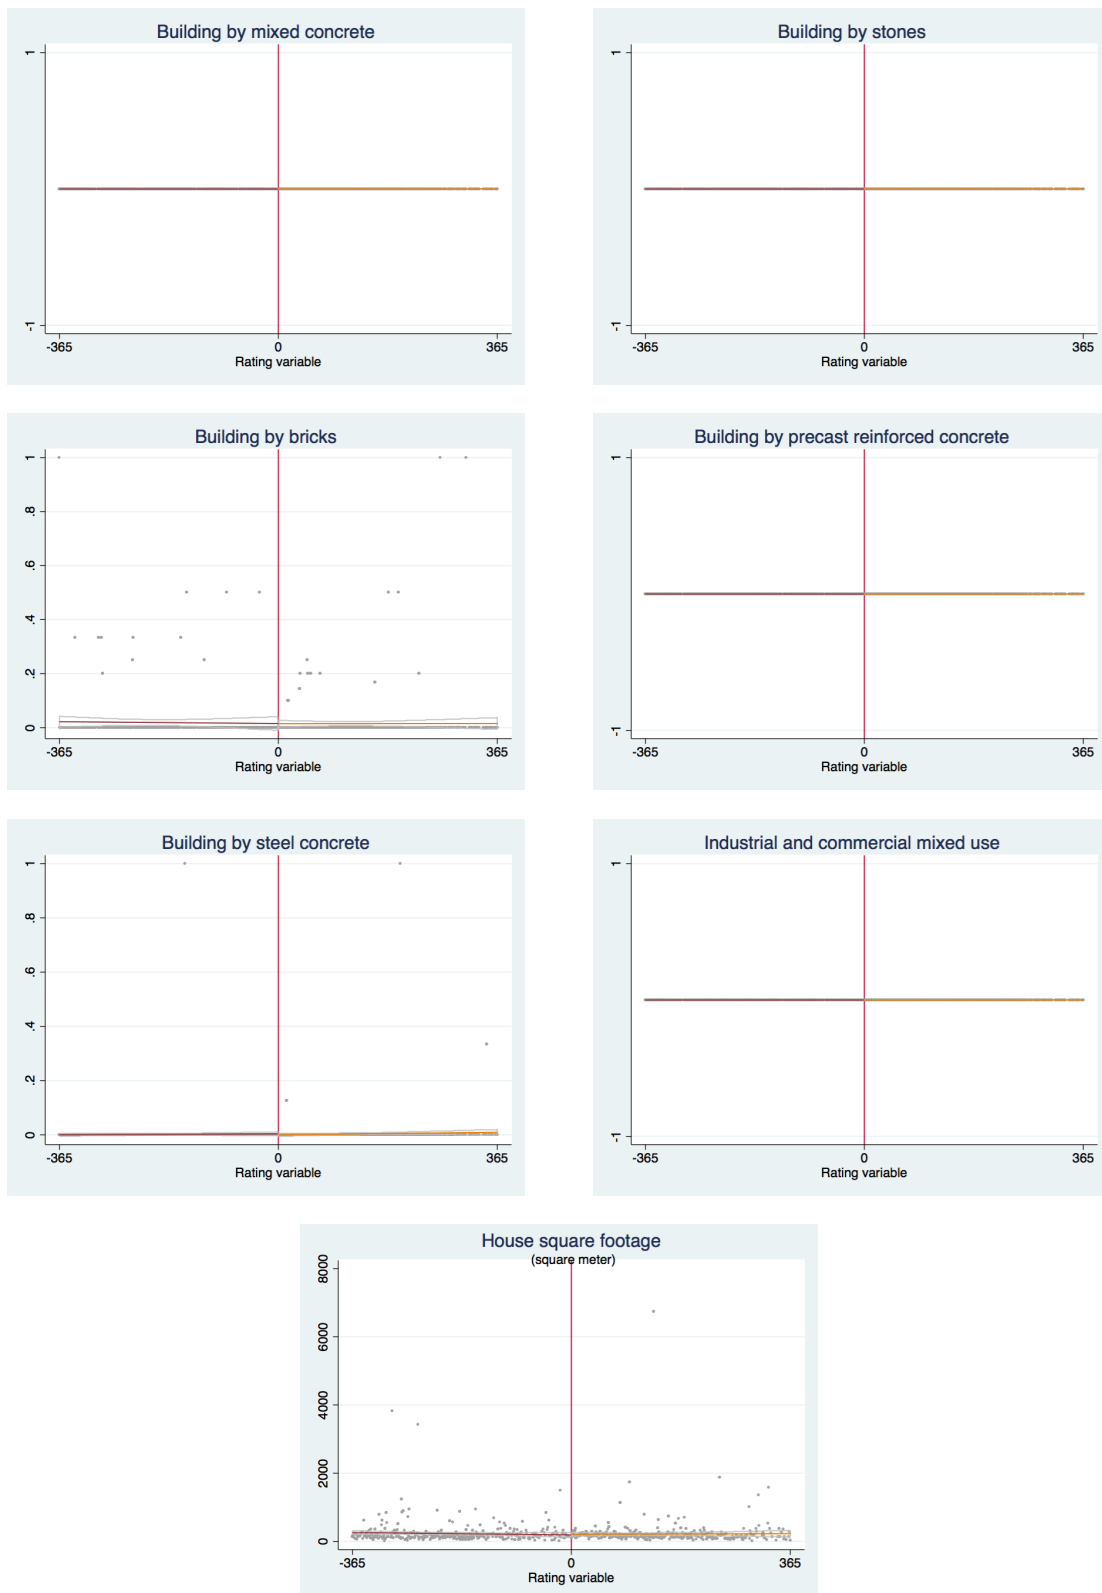 Building by mixed concrete
1
-1
-365 0 365
Rating variable
Building by stones
1
-1
-365 0 365
Rating variable
Building by bricks
1
.8
.6
.4
.2
0
-365 0 365
Rating variable
Building by precast reinforced concrete
1
-1
-365 0 365
Rating variable
Building by steel concrete
1
.8
.6
.4
.2
0
-365 0 365
Rating variable
Industrial and commercial mixed use
1
-1
-365 0 365
Rating variable
House square footage
(square meter)
8000
6000
4000
2000
0
-365 0 365
Rating variable